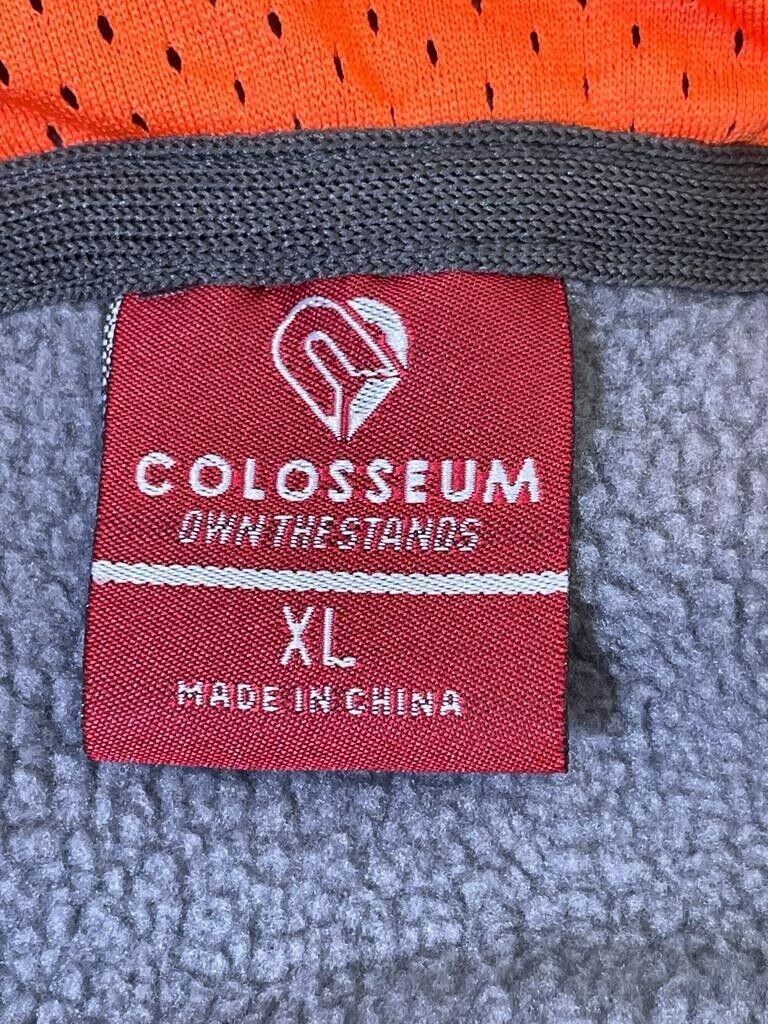 COLOSSEUM
OWN THE STANDS
XL
MADE IN CHINA